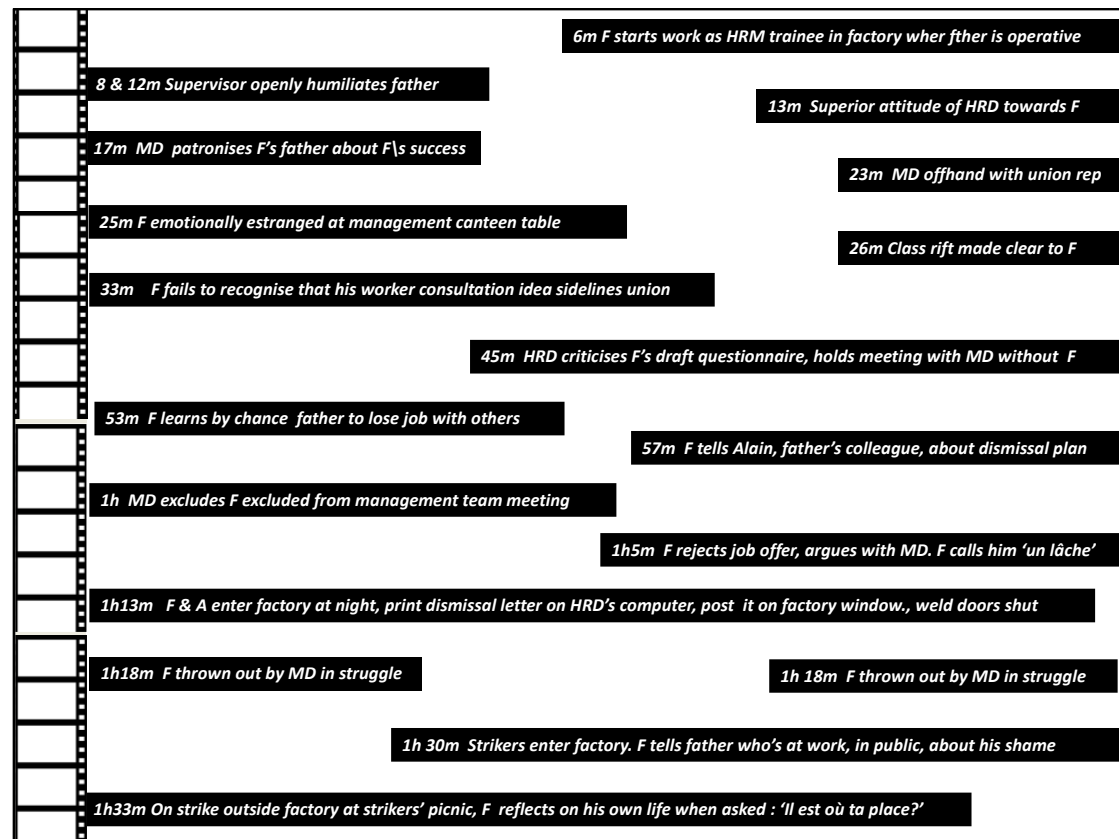 6m F starts work as HRM trainee in factory wher fther is operative
8 & 12m Supervisor openly humiliates father
13m Superior attitude of HRD towards F
17m MD patronises F’s father about F\s success
23m MD offhand with union rep
25m F emotionally estranged at management canteen table
26m Class rift made clear to F
33m F fails to recognise that his worker consultation idea sidelines union
45m HRD criticises F’s draft questionnaire, holds meeting with MD without F
53m F learns by chance father to lose job with others
57m F tells Alain, father’s colleague, about dismissal plan
1h MD excludes F excluded from management team meeting
1h5m F rejects job offer, argues with MD. F calls him ‘un lâche’
1h13m F & A enter factory at night, print dismissal letter on HRD’s computer, post it on factory window., weld doors shut
1h18m F thrown out by MD in struggle
1h 18m F thrown out by MD in struggle
1h 30m Strikers enter factory. F tells father who’s at work, in public, about his shame
1h33m On strike outside factory at strikers’ picnic, F reflects on his own life when asked : ‘Il est où ta place?’